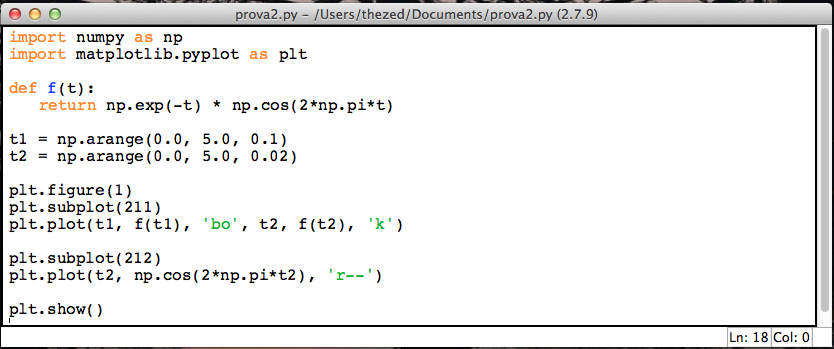 prova2.py – /Users/thezed/Documents/prova2.py (2.7.9)
import numpy as np
import matplotlib.pyplot as plt
def f(t):
   return np.exp(-t) * np.cos(2*np.pi*t)
t1 = np.arange(0.0, 5.0, 0.1)
t2 = np.arange(0.0, 5.0, 0.02)
plt.figure(1)
plt.subplot(211)
plt.plot(t1, f(t1), 'bo', t2, f(t2), 'k')
plt.subplot(212)
plt.plot(t2, np.cos(2*np.pi*t2), 'r--')
plt.show()
Ln: 18 Col: 0